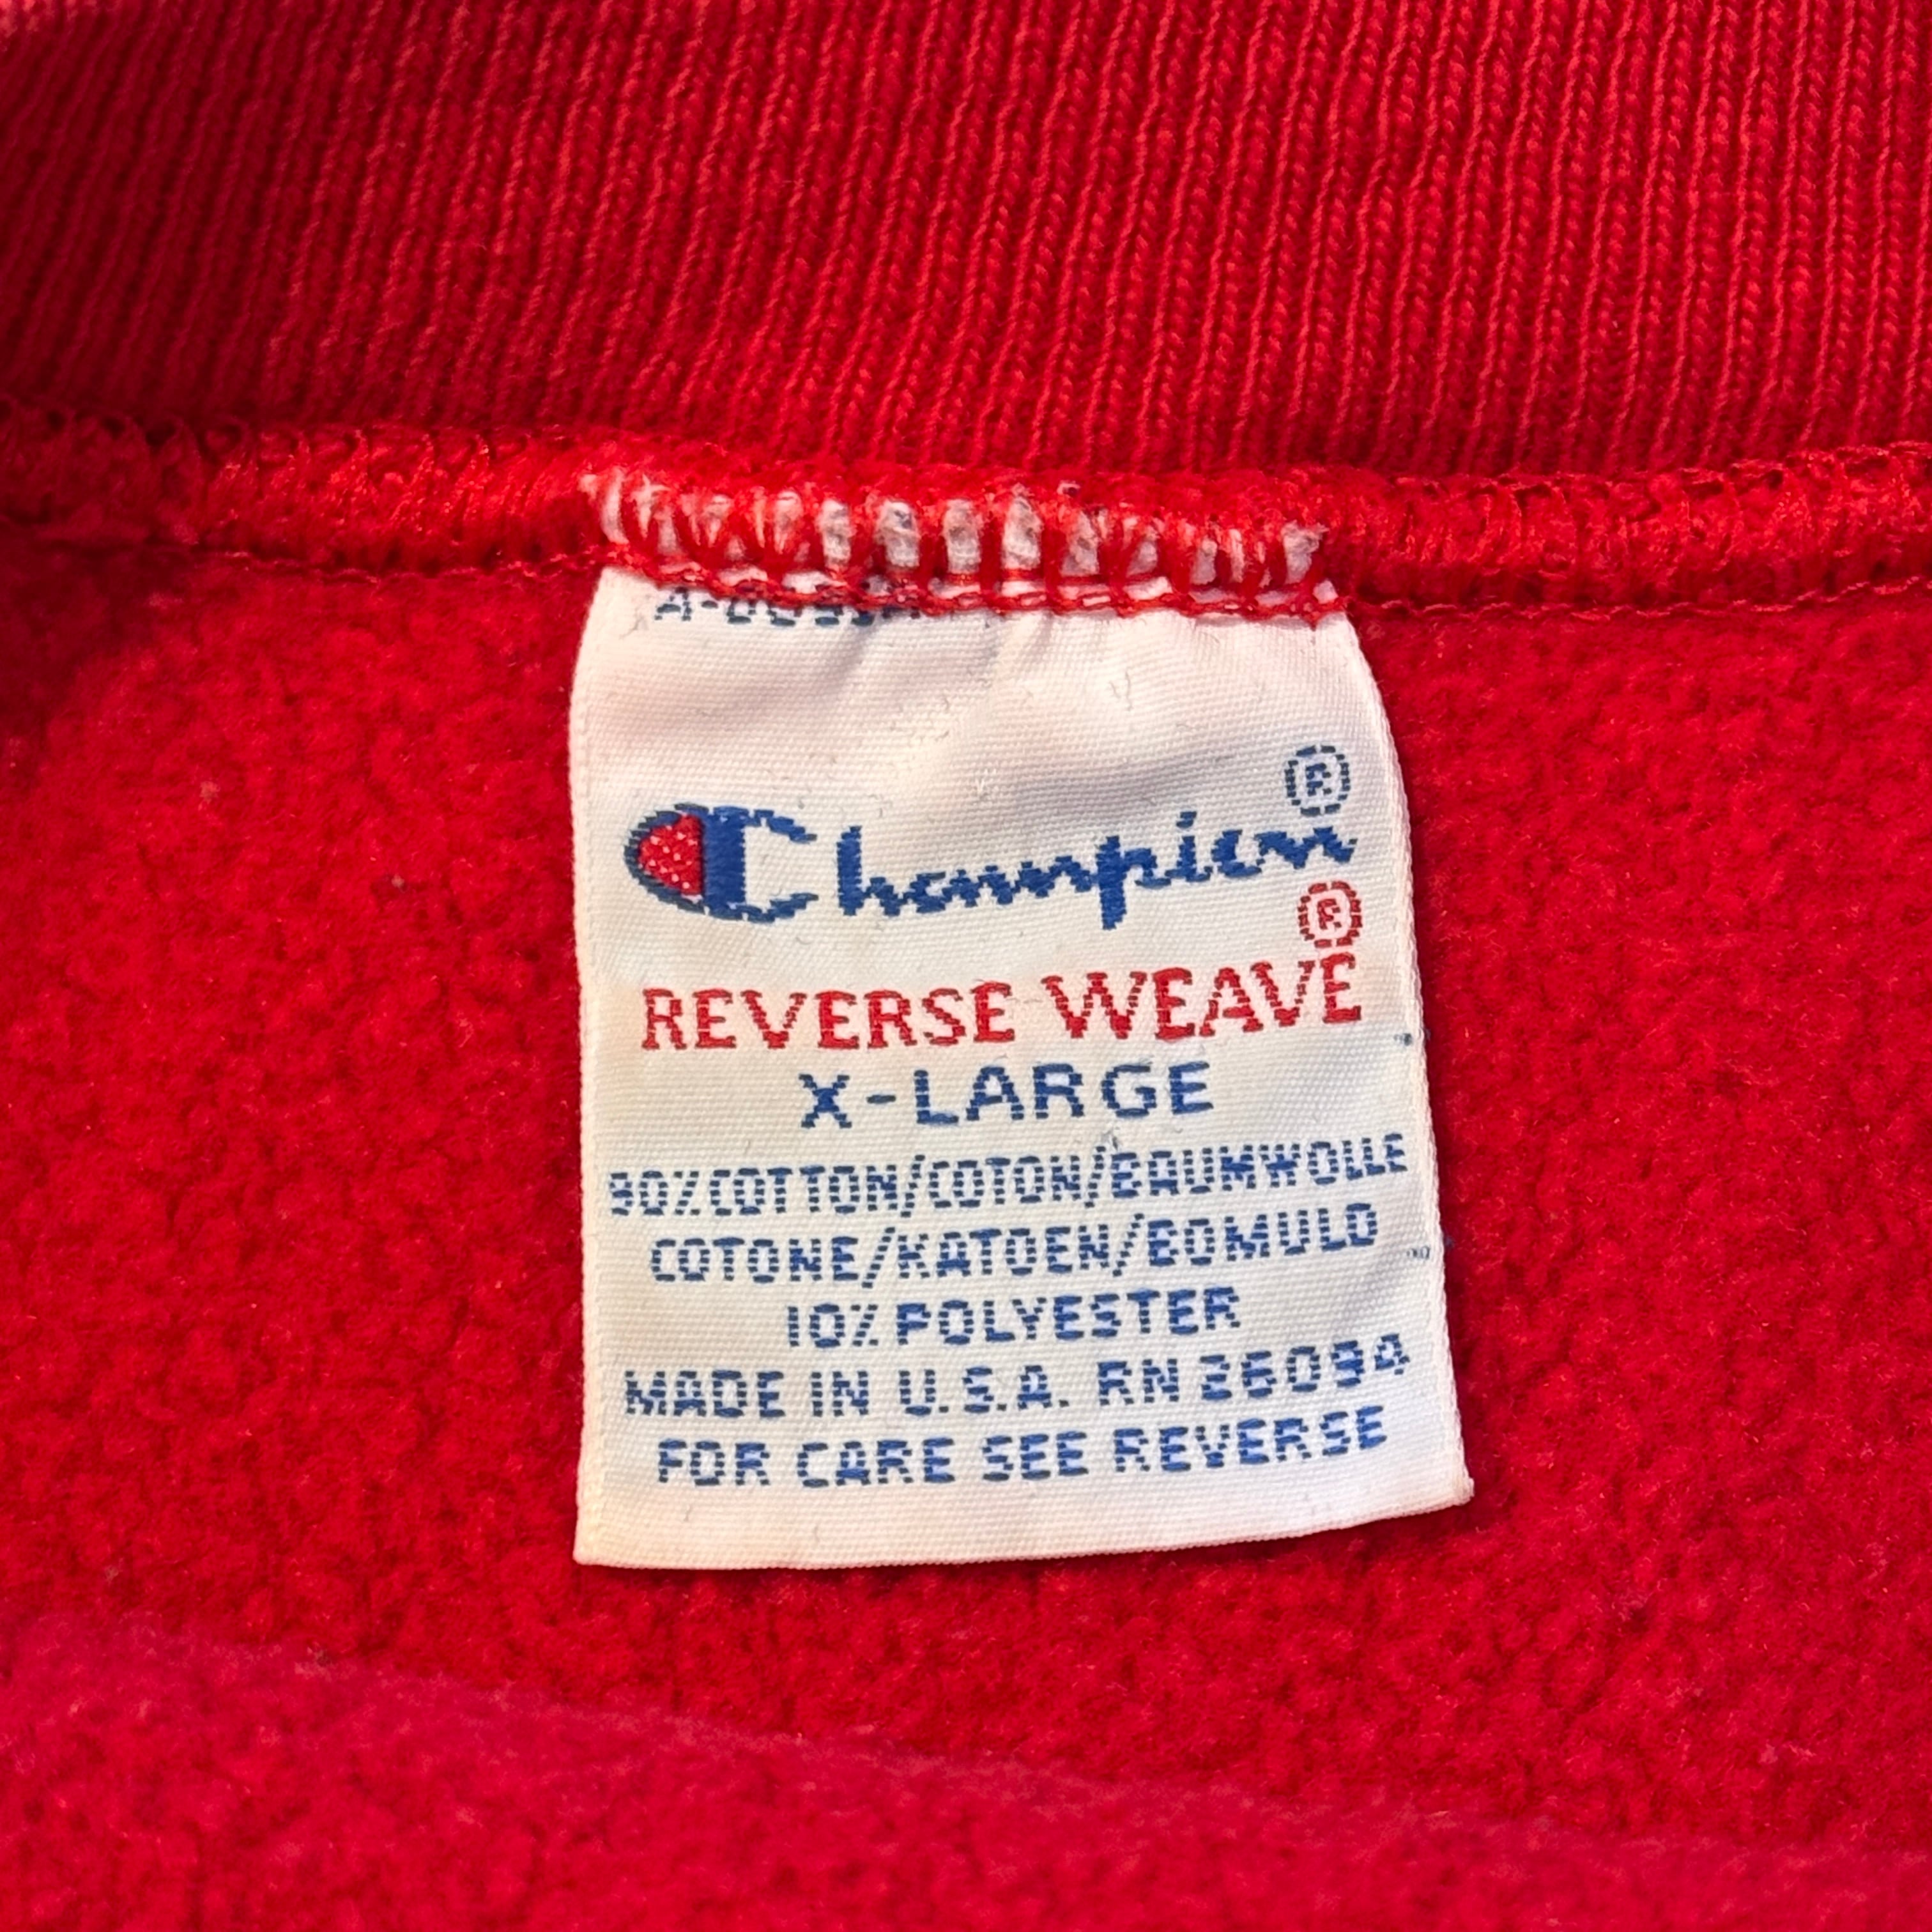 Champion®
REVERSE WEAVE®
X-LARGE
90% COTTON/COTON/BAUMWOLLE
COTONE/KATOEN/BOMULD
10% POLYESTER
MADE IN U.S.A. RN 26094
FOR CARE SEE REVERSE